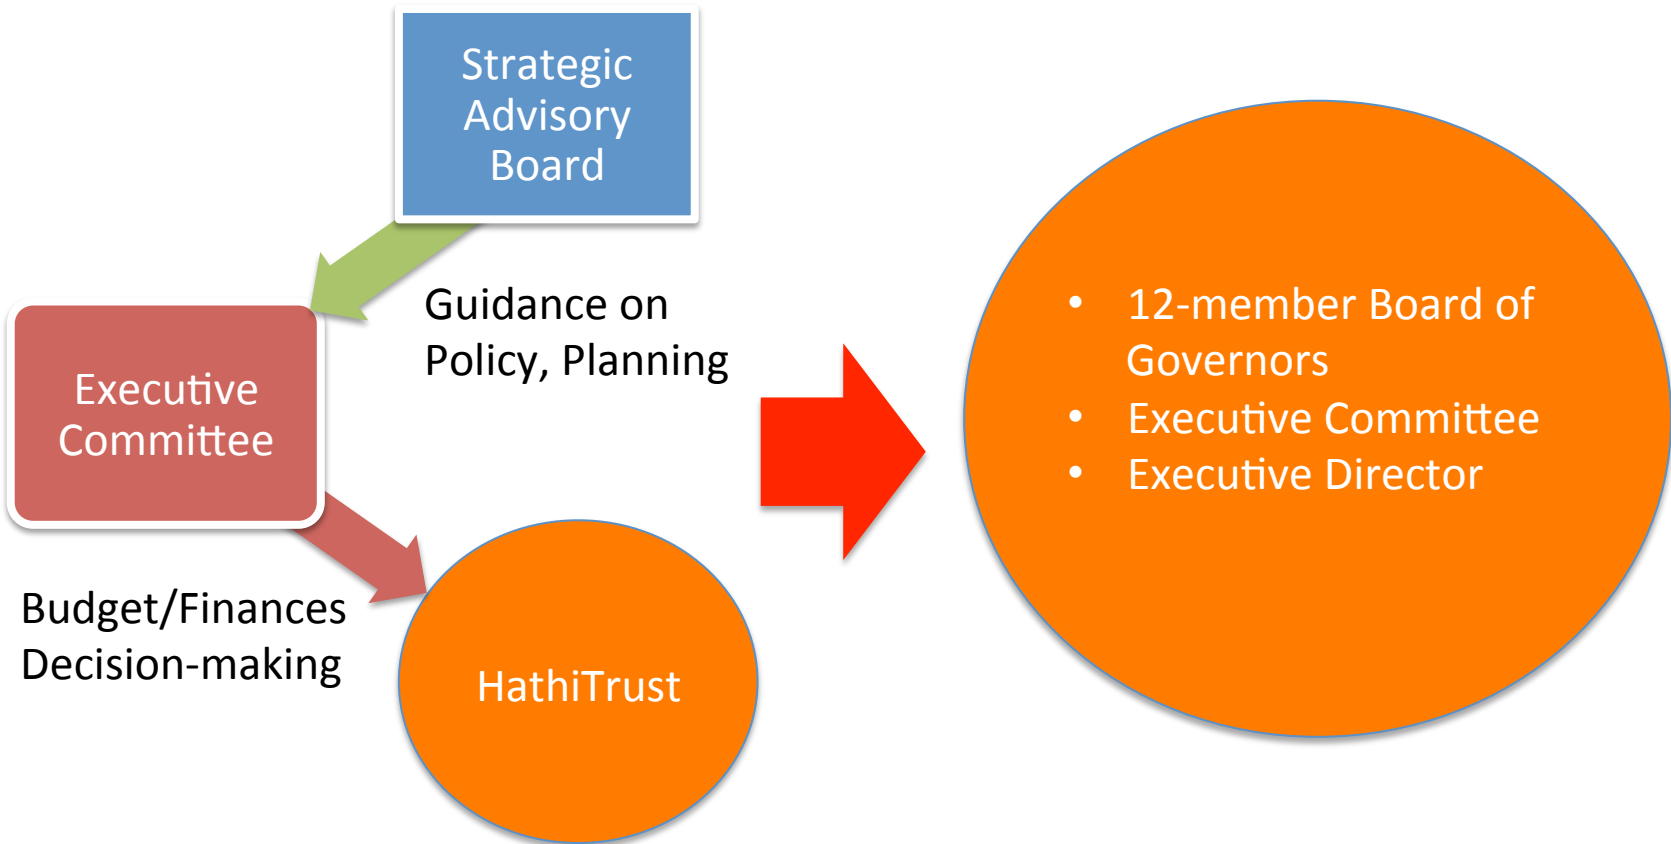 Strategic
Advisory
Board
Guidance on
Policy, Planning
Executive
Committee
Budget/Finances
Decision-making
HathiTrust
• 12-member Board of
Governors
• Executive Committee
• Executive Director